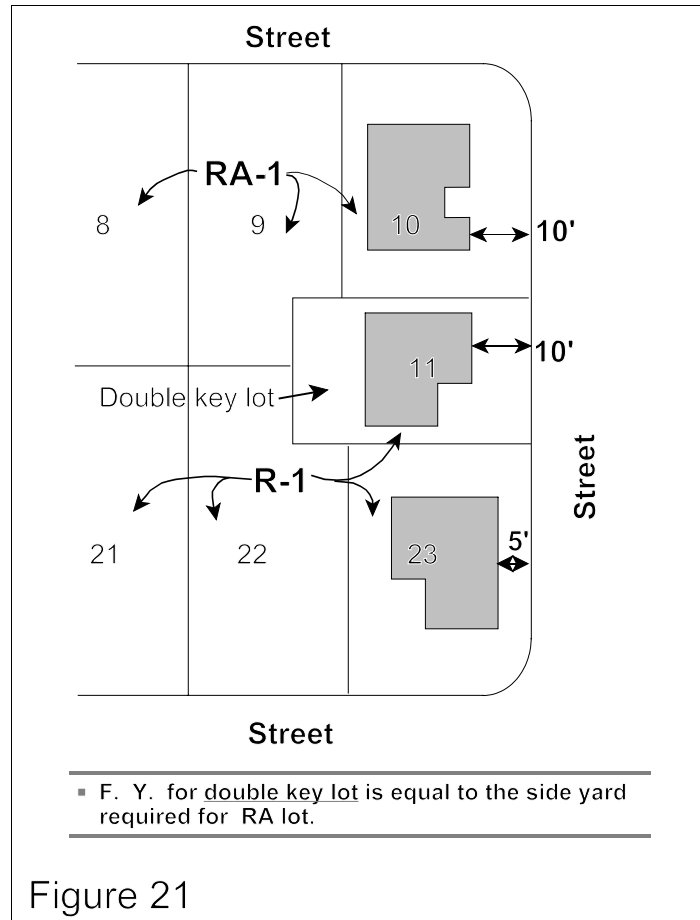 Street
RA-1
8
9
10
10'
11
10'
Double key lot
R-1
Street
21
22
23
5'
Street
▪ F. Y. for double key lot is equal to the side yard
required for RA lot.
Figure 21